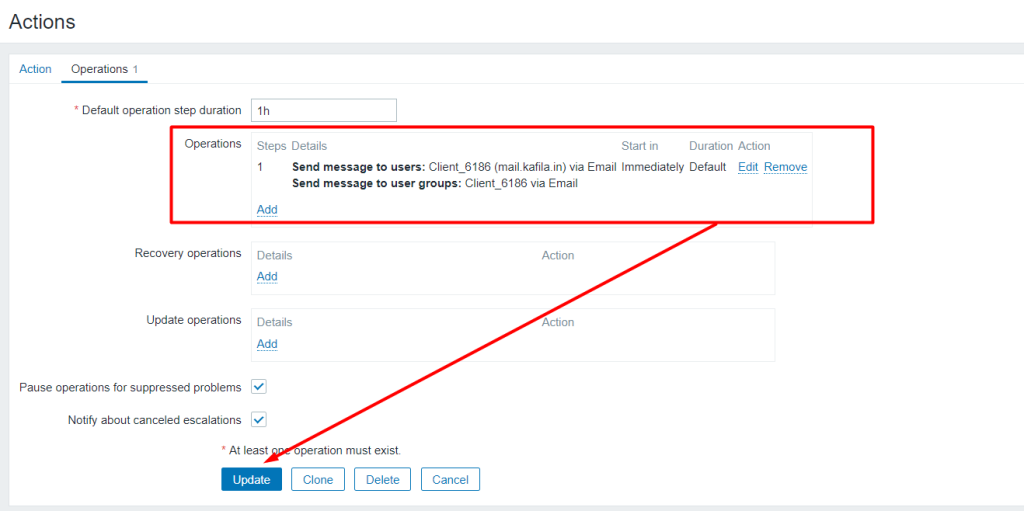 Actions
Action Operations 1
* Default operation step duration 1h
Operations Steps Details Start in Duration Action
1 Send message to users: Client_6186 (mail.kafila.in) via Email Immediately Default Edit Remove
Send message to user groups: Client_6186 via Email
Add
Recovery operations Details Action
Add
Update operations Details Action
Add
Pause operations for suppressed problems
Notify about canceled escalations
* At least one operation must exist.
Update Clone Delete Cancel